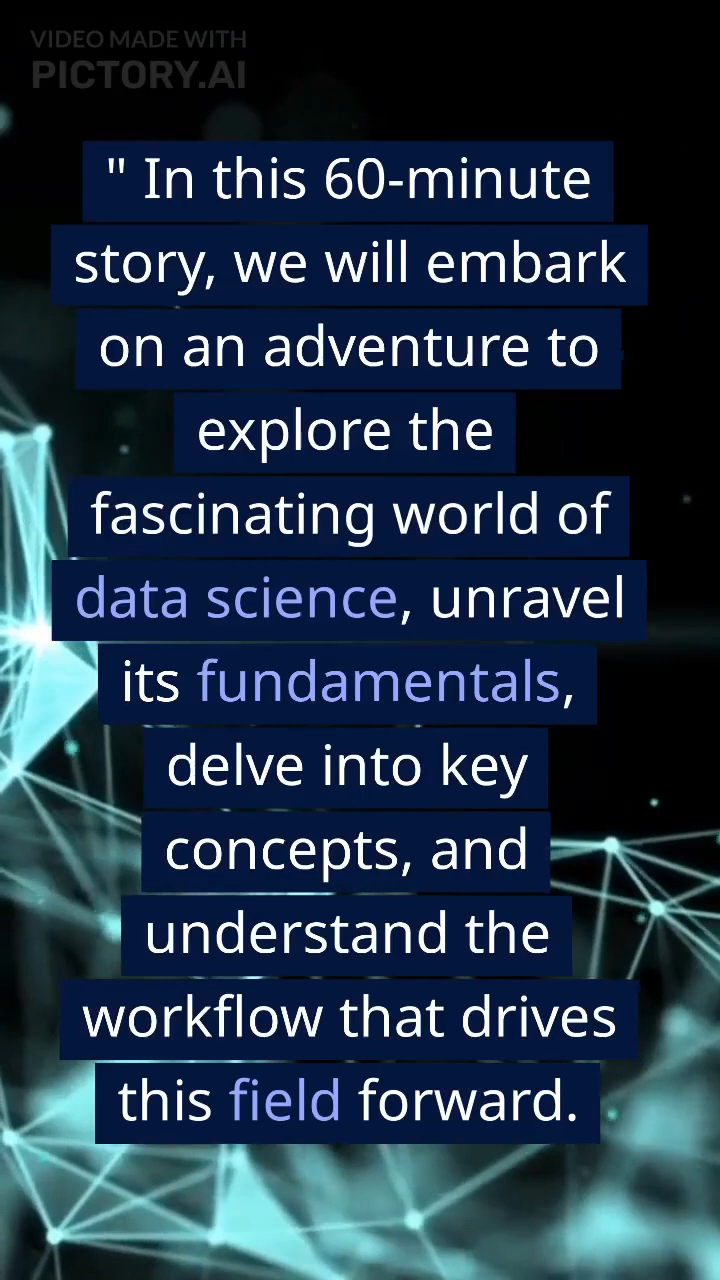 VIDEO MADE WITH
PICTORY.AI
" In this 60-minute
story, we will embark
on an adventure to
explore the
fascinating world of
data science, unravel
its fundamentals,
delve into key
concepts, and
understand the
workflow that drives
this field forward.